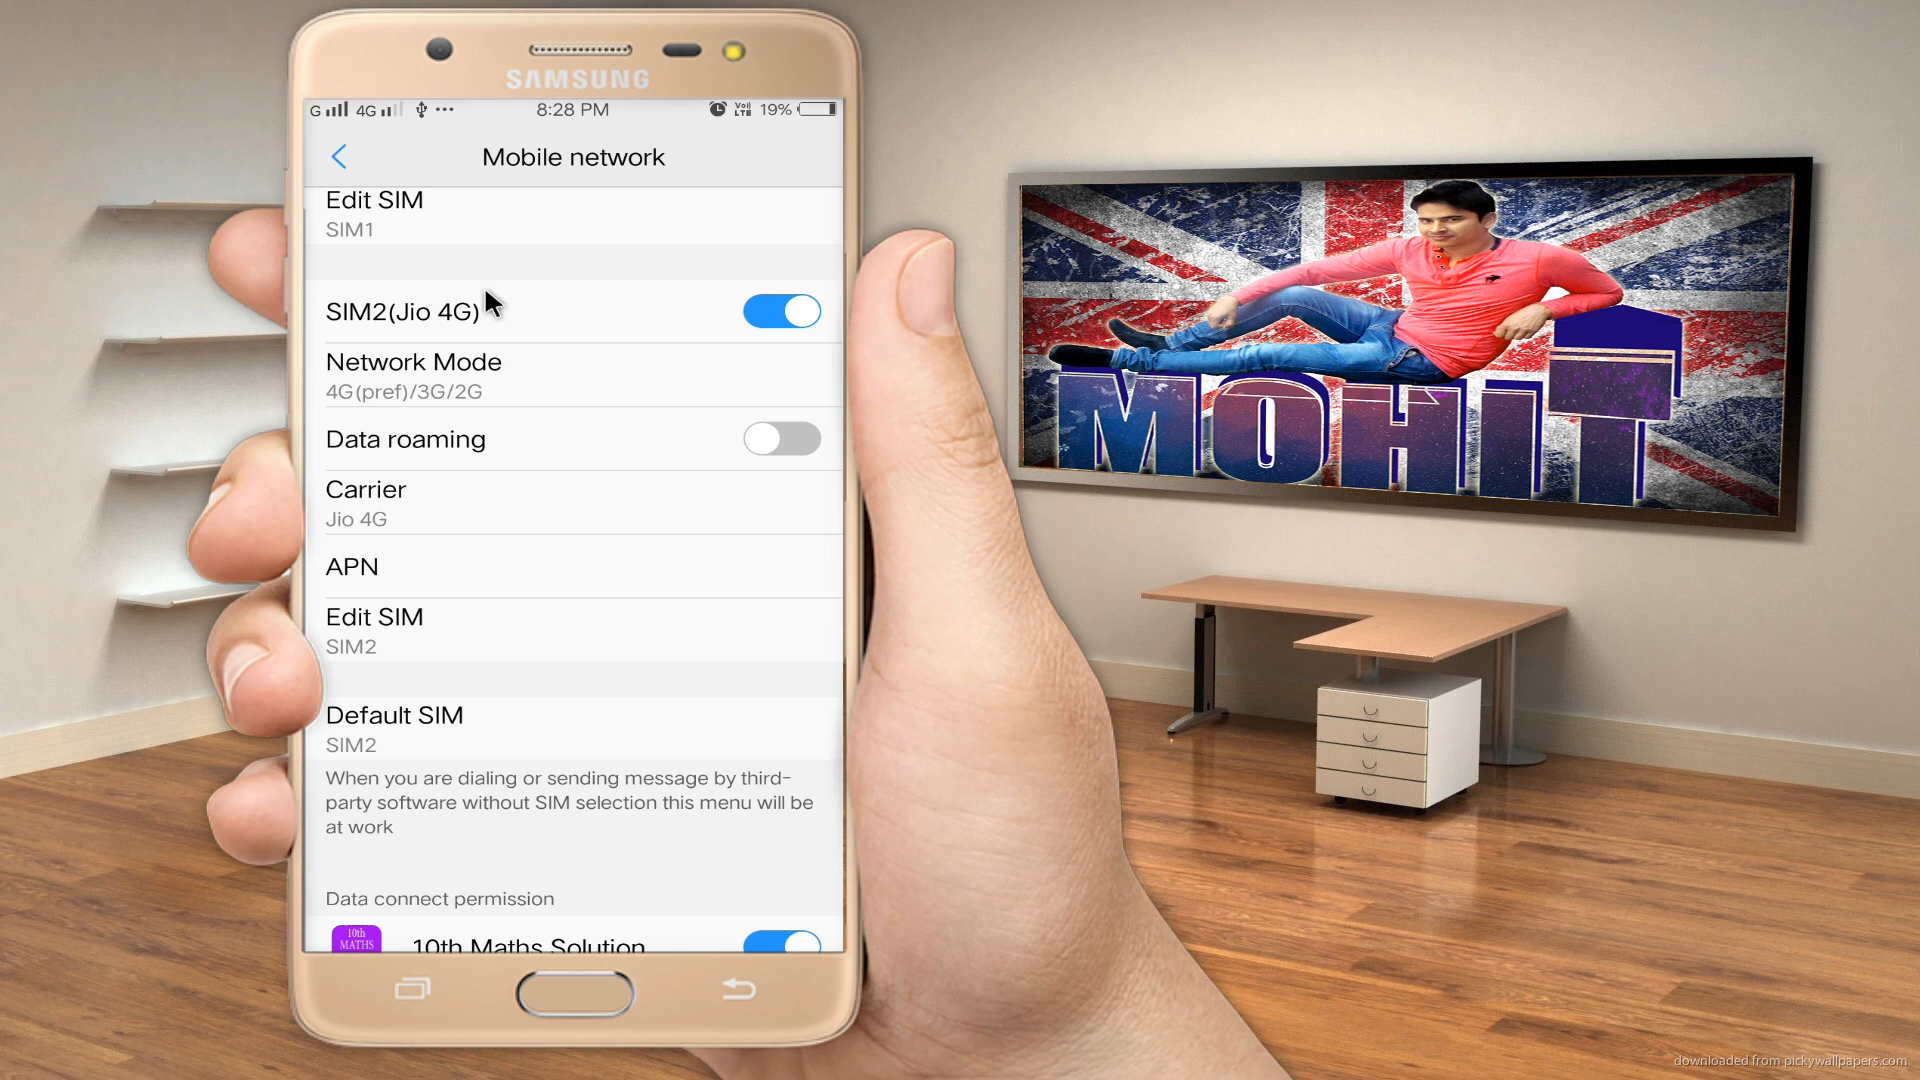 SAMSUNG
G 4G 8:28 PM VoLTE 19%
Mobile network
Edit SIM
SIM1
SIM2(Jio 4G)
Network Mode
4G(pref)/3G/2G
Data roaming
Carrier
Jio 4G
APN
Edit SIM
SIM2
Default SIM
SIM2
When you are dialing or sending message by third-
party software without SIM selection this menu will be
at work
Data connect permission
10th
MATHS
10th Maths Solution
MOHIT
downloaded from pickywallpapers.com